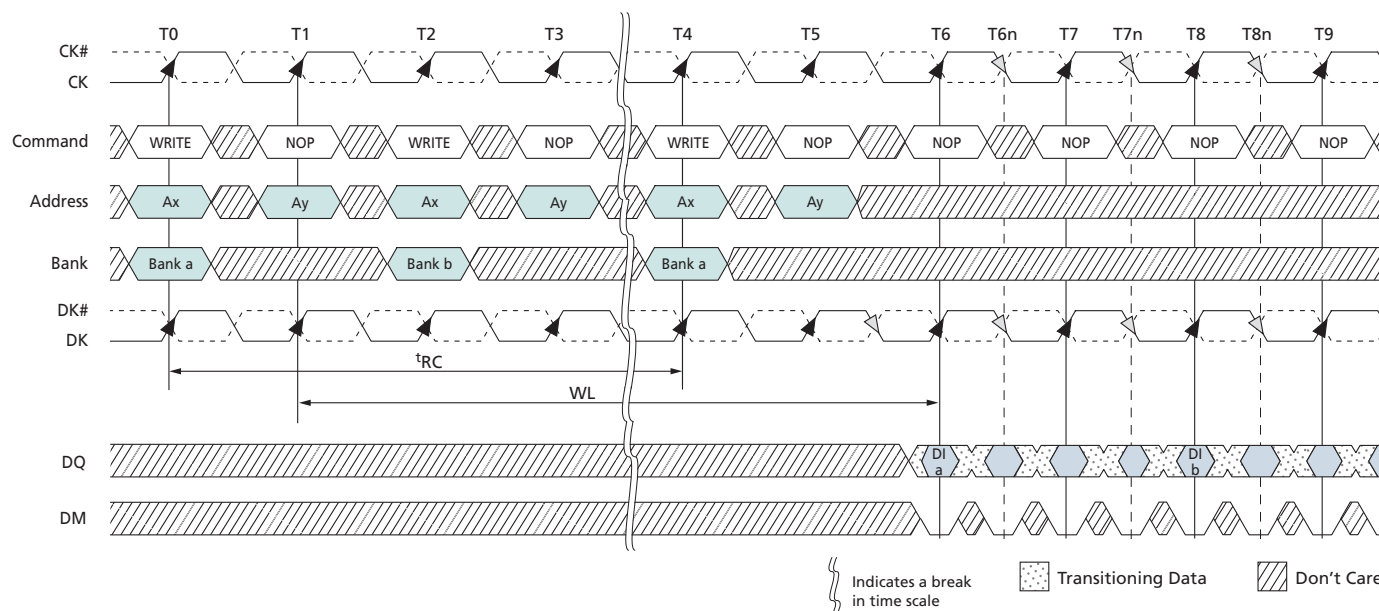 T0 T1 T2 T3 T4 T5 T6 T6n T7 T7n T8 T8n T9
CK#
CK
Command WRITE NOP WRITE NOP WRITE NOP NOP NOP NOP NOP
Address Ax Ay Ax Ay Ax Ay
Bank Bank a Bank b Bank a
DK#
DK
tRC
WL
DQ DI a DI b
DM
Indicates a break in time scale
Transitioning Data
Don't Care